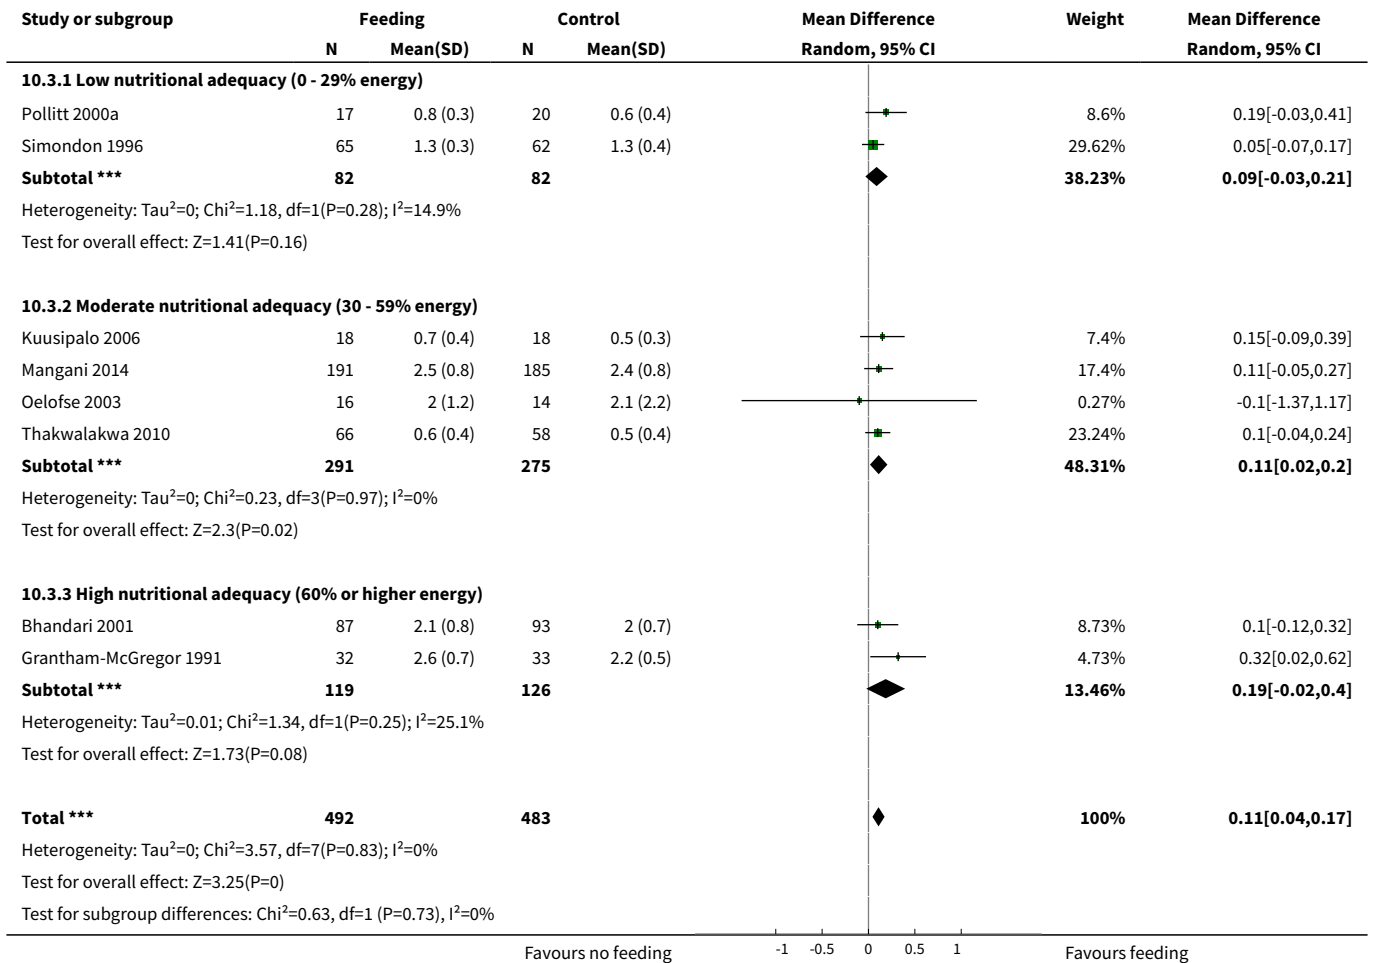 Study or subgroup Feeding Control Mean Difference Weight Mean Difference
N Mean(SD) N Mean(SD) Random, 95% CI Random, 95% CI
10.3.1 Low nutritional adequacy (0 - 29% energy)
Pollitt 2000a 17 0.8 (0.3) 20 0.6 (0.4) 8.6% 0.19[-0.03,0.41]
Simondon 1996 65 1.3 (0.3) 62 1.3 (0.4) 29.62% 0.05[-0.07,0.17]
Subtotal *** 82 82 38.23% 0.09[-0.03,0.21]
Heterogeneity: Tau²=0; Chi²=1.18, df=1(P=0.28); I²=14.9%
Test for overall effect: Z=1.41(P=0.16)
10.3.2 Moderate nutritional adequacy (30 - 59% energy)
Kuusipalo 2006 18 0.7 (0.4) 18 0.5 (0.3) 7.4% 0.15[-0.09,0.39]
Mangani 2014 191 2.5 (0.8) 185 2.4 (0.8) 17.4% 0.11[-0.05,0.27]
Oelofse 2003 16 2 (1.2) 14 2.1 (2.2) 0.27% -0.1[-1.37,1.17]
Thakwalakwa 2010 66 0.6 (0.4) 58 0.5 (0.4) 23.24% 0.1[-0.04,0.24]
Subtotal *** 291 275 48.31% 0.11[0.02,0.2]
Heterogeneity: Tau²=0; Chi²=0.23, df=3(P=0.97); I²=0%
Test for overall effect: Z=2.3(P=0.02)
10.3.3 High nutritional adequacy (60% or higher energy)
Bhandari 2001 87 2.1 (0.8) 93 2 (0.7) 8.73% 0.1[-0.12,0.32]
Grantham-McGregor 1991 32 2.6 (0.7) 33 2.2 (0.5) 4.73% 0.32[0.02,0.62]
Subtotal *** 119 126 13.46% 0.19[-0.02,0.4]
Heterogeneity: Tau²=0.01; Chi²=1.34, df=1(P=0.25); I²=25.1%
Test for overall effect: Z=1.73(P=0.08)
Total *** 492 483 100% 0.11[0.04,0.17]
Heterogeneity: Tau²=0; Chi²=3.57, df=7(P=0.83); I²=0%
Test for overall effect: Z=3.25(P=0)
Test for subgroup differences: Chi²=0.63, df=1 (P=0.73), I²=0%
Favours no feeding -1 -0.5 0 0.5 1 Favours feeding